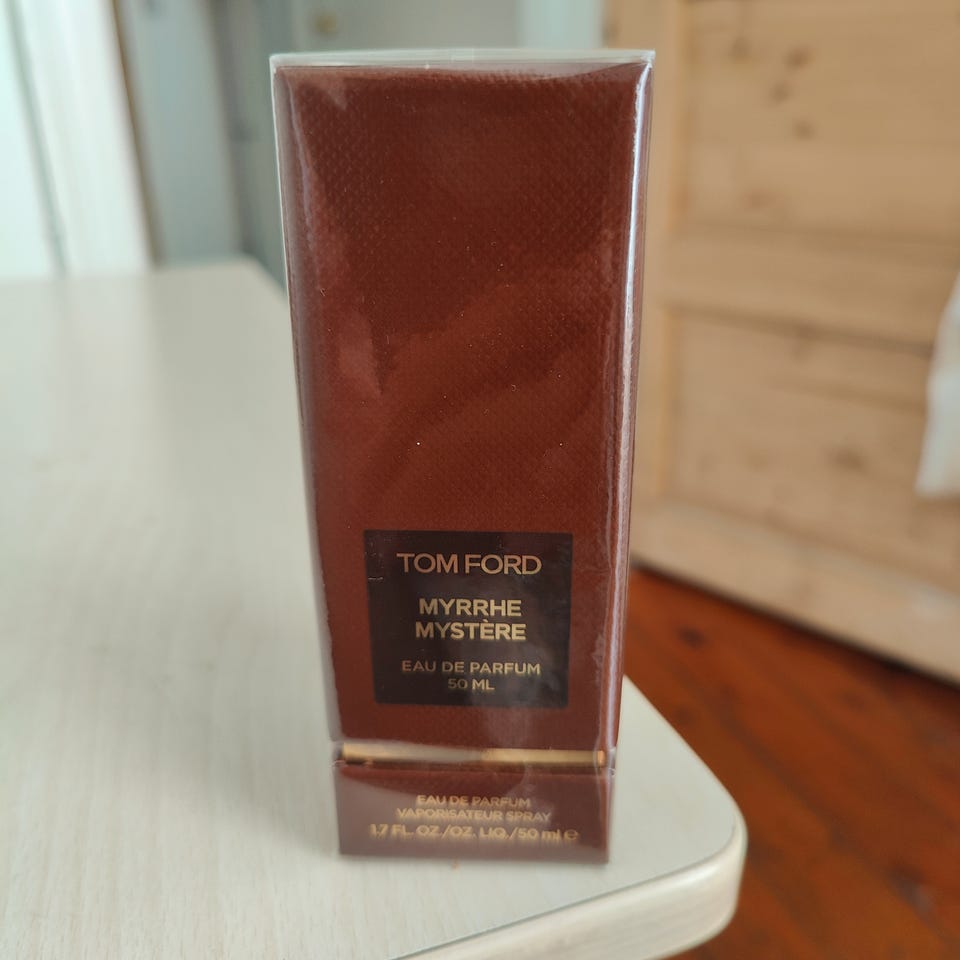 TOM FORD
MYRRHE
MYSTÈRE
EAU DE PARFUM
50 ML
EAU DE PARFUM
VAPORISATEUR SPRAY
1.7 FL. OZ./OZ. LIQ./50 ml ℮